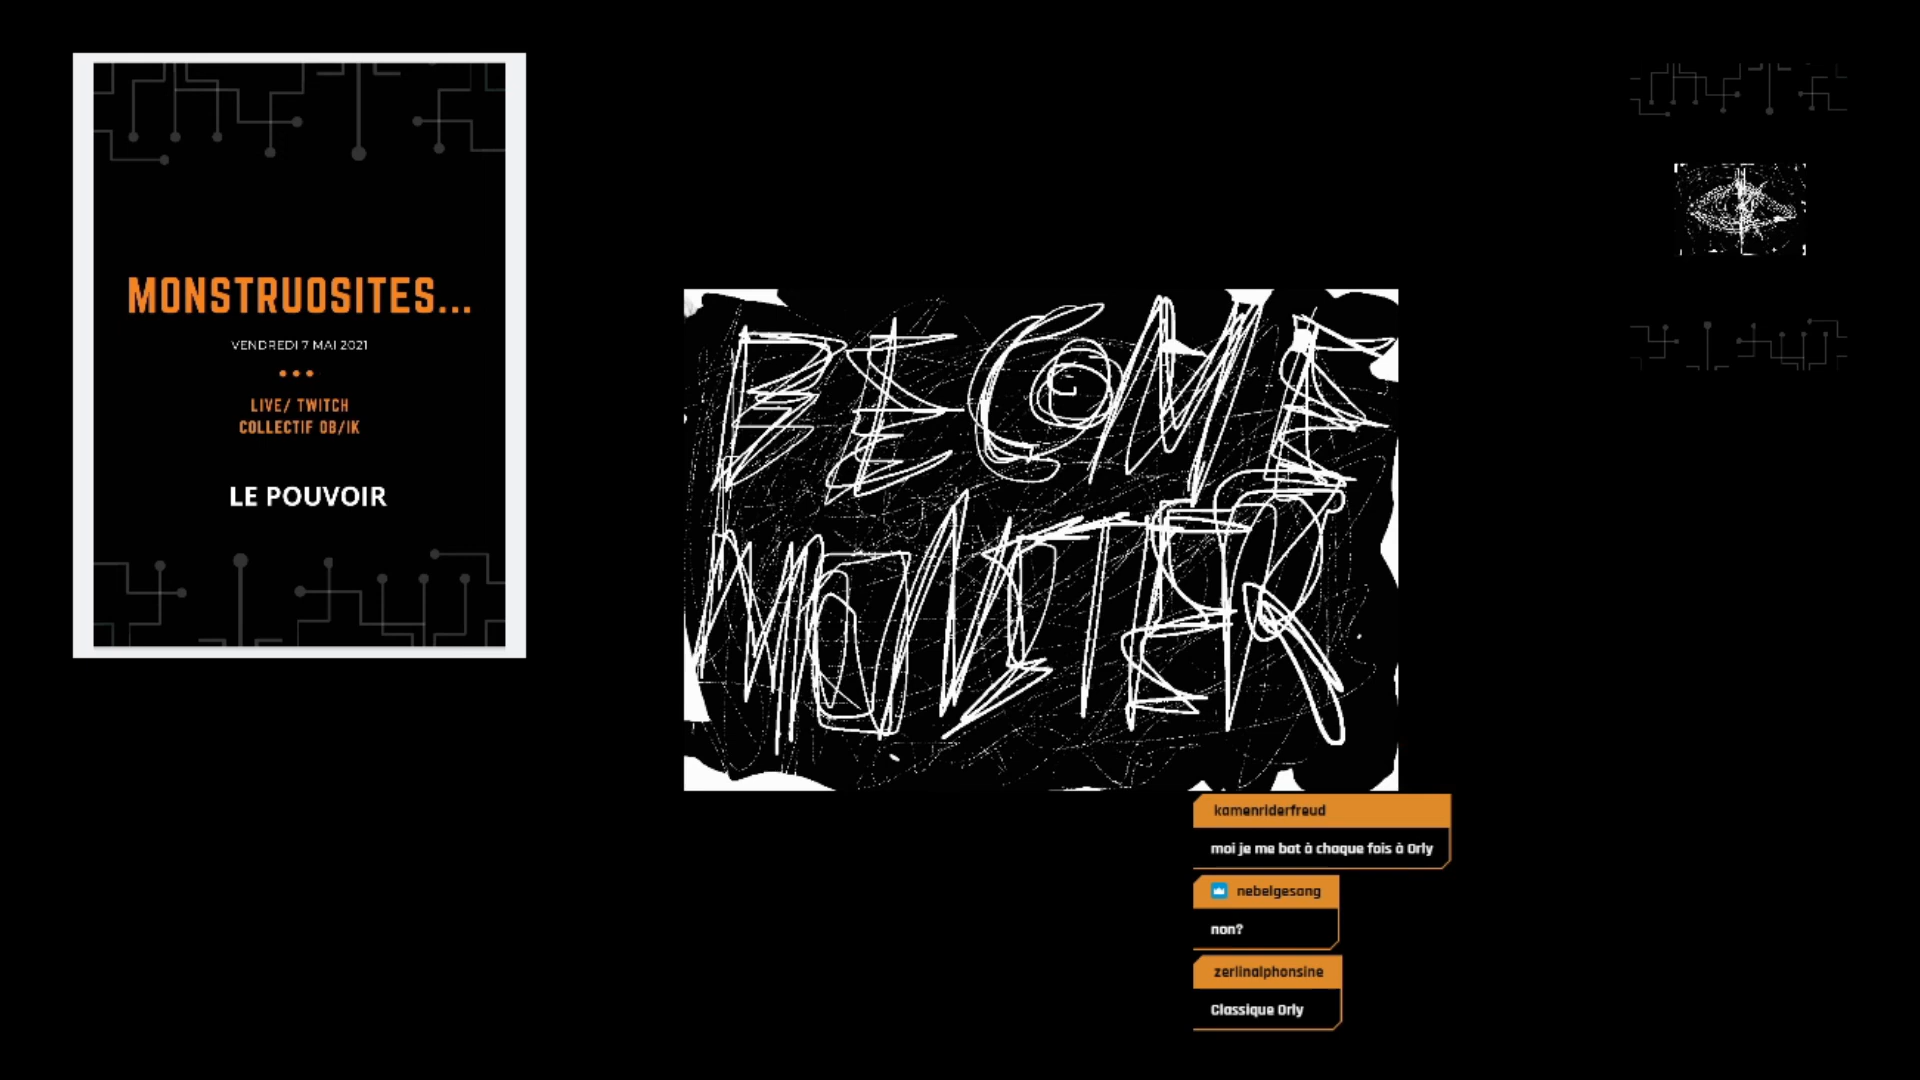 MONSTRUOSITES...
VENDREDI 7 MAI 2021
LIVE/ TWITCH
COLLECTIF OB/IK
LE POUVOIR
BECOME
MONSTER
kamenriderfreud
moi je me bat à chaque fois à Orly
nebelgesang
non?
zerlinalphonsine
Classique Orly